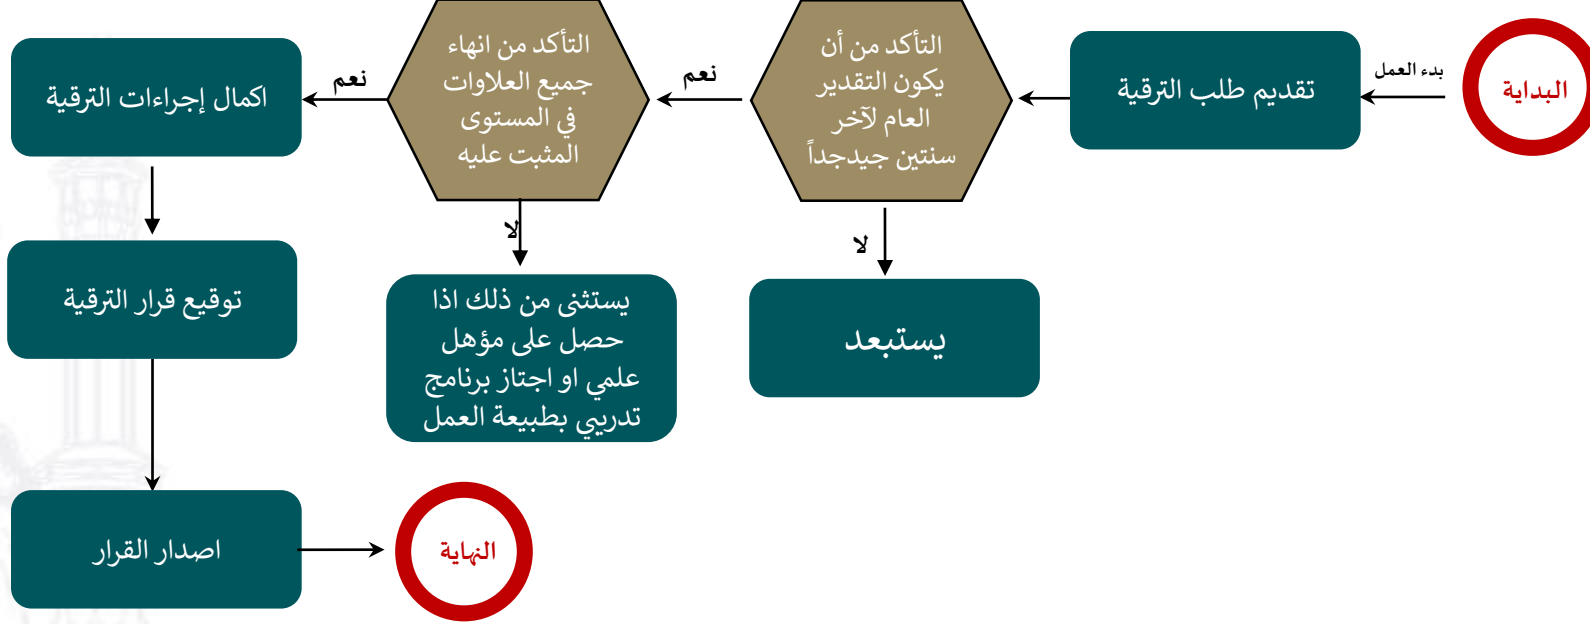 البداية
بدء العمل
تقديم طلب الترقية
التأكد من أن
يكون التقدير
العام لآخر
سنتين جيدجداً
نعم
لا
يستبعد
التأكد من انهاء
جميع العلاوات
في المستوى
المثبت عليه
نعم
لا
يستثنى من ذلك اذا
حصل على مؤهل
علمي او اجتاز برنامج
تدريبي بطبيعة العمل
اكمال إجراءات الترقية
توقيع قرار الترقية
اصدار القرار
النهاية